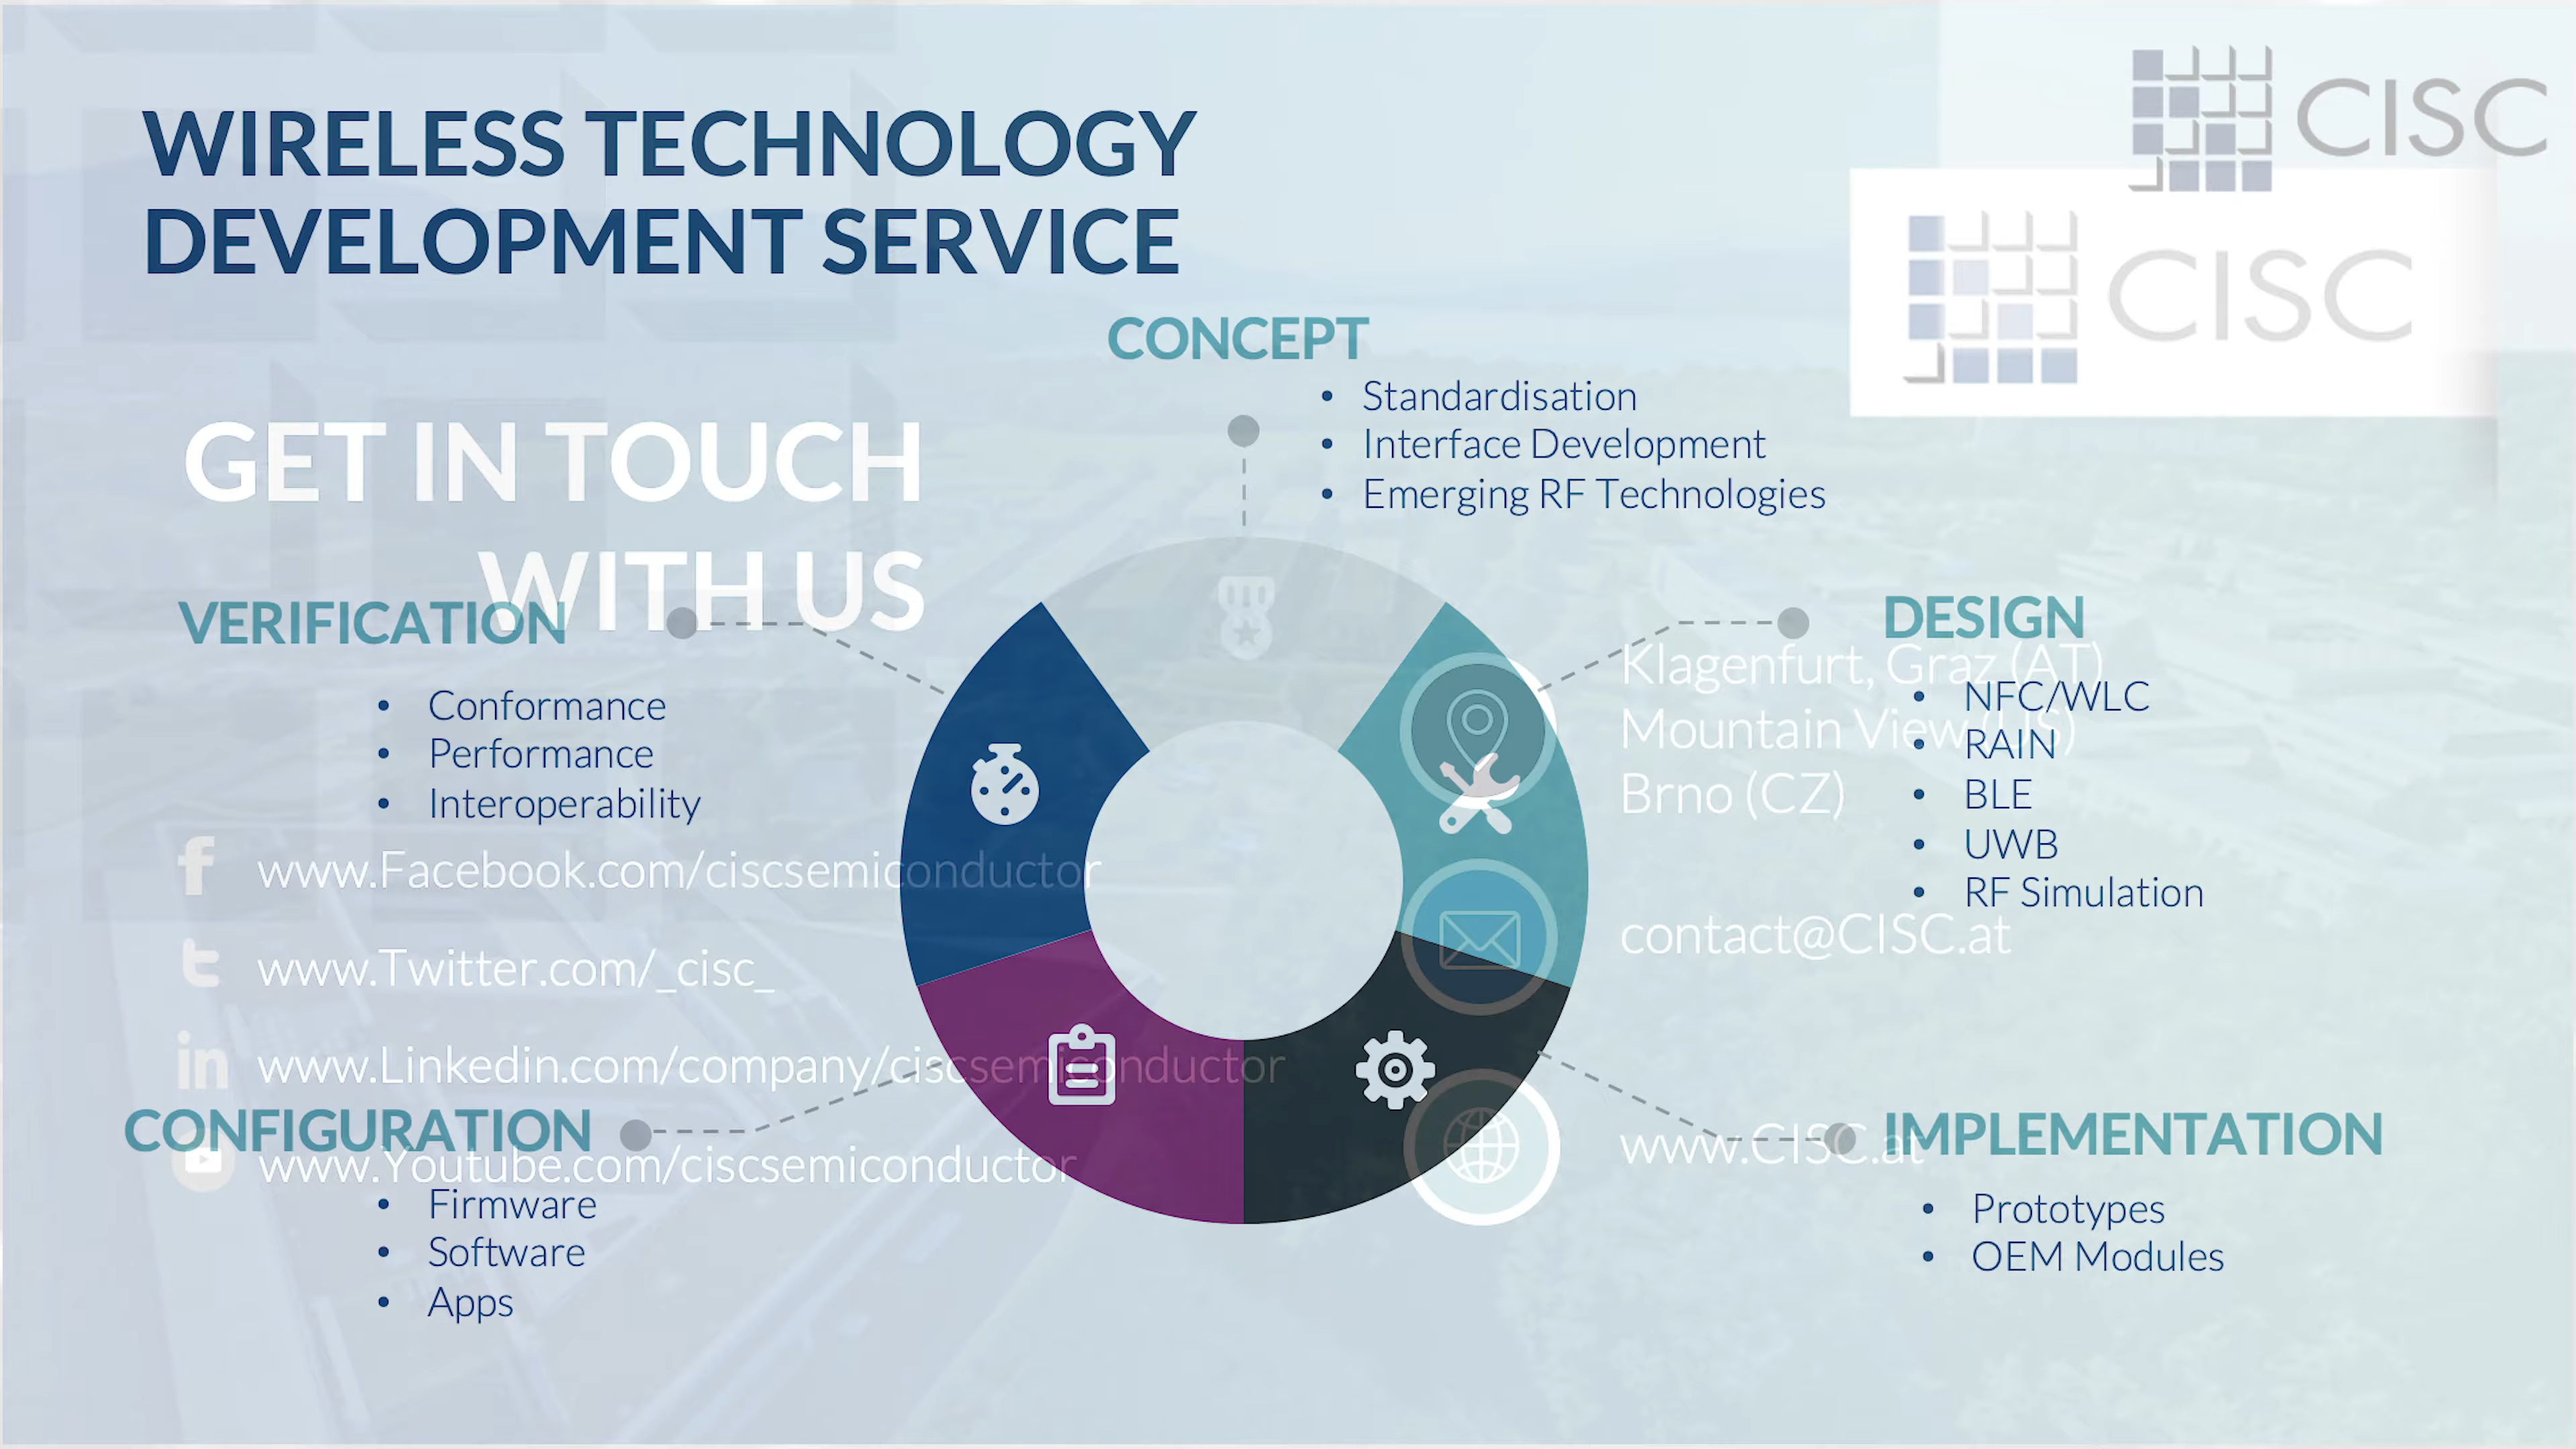 WIRELESS TECHNOLOGY
DEVELOPMENT SERVICE
CISC
CISC
CONCEPT
• Standardisation
• Interface Development
• Emerging RF Technologies
GET IN TOUCH
WITH US
VERIFICATION
• Conformance
• Performance
• Interoperability
DESIGN
• NFC/WLC
• RAIN
• BLE
• UWB
• RF Simulation
Klagenfurt, Graz (AT)
Mountain View (US)
Brno (CZ)
contact@CISC.at
www.CISC.at
f www.Facebook.com/ciscsemiconductor
t www.Twitter.com/_cisc_
in www.Linkedin.com/company/ciscsemiconductor
www.Youtube.com/ciscsemiconductor
CONFIGURATION
• Firmware
• Software
• Apps
IMPLEMENTATION
• Prototypes
• OEM Modules